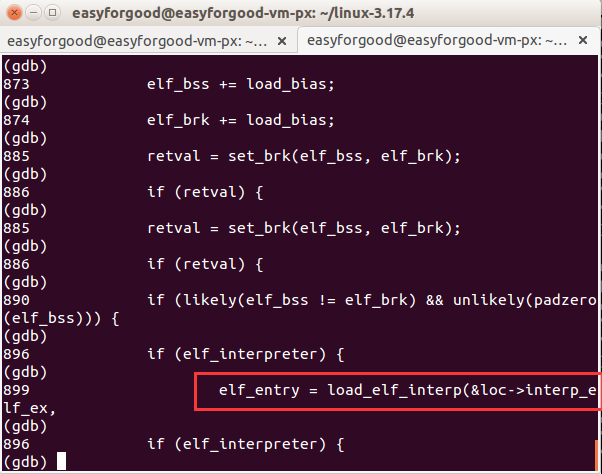 easyforgood@easyforgood-vm-px: ~/linux-3.17.4
easyforgood@easyforgood-vm-px: ~... × easyforgood@easyforgood-vm-px: ~... ×
(gdb)
873 elf_bss += load_bias;
(gdb)
874 elf_brk += load_bias;
(gdb)
885 retval = set_brk(elf_bss, elf_brk);
(gdb)
886 if (retval) {
(gdb)
885 retval = set_brk(elf_bss, elf_brk);
(gdb)
886 if (retval) {
(gdb)
890 if (likely(elf_bss != elf_brk) && unlikely(padzero
(elf_bss))) {
(gdb)
896 if (elf_interpreter) {
(gdb)
899 elf_entry = load_elf_interp(&loc->interp_e
lf_ex,
(gdb)
896 if (elf_interpreter) {
(gdb)